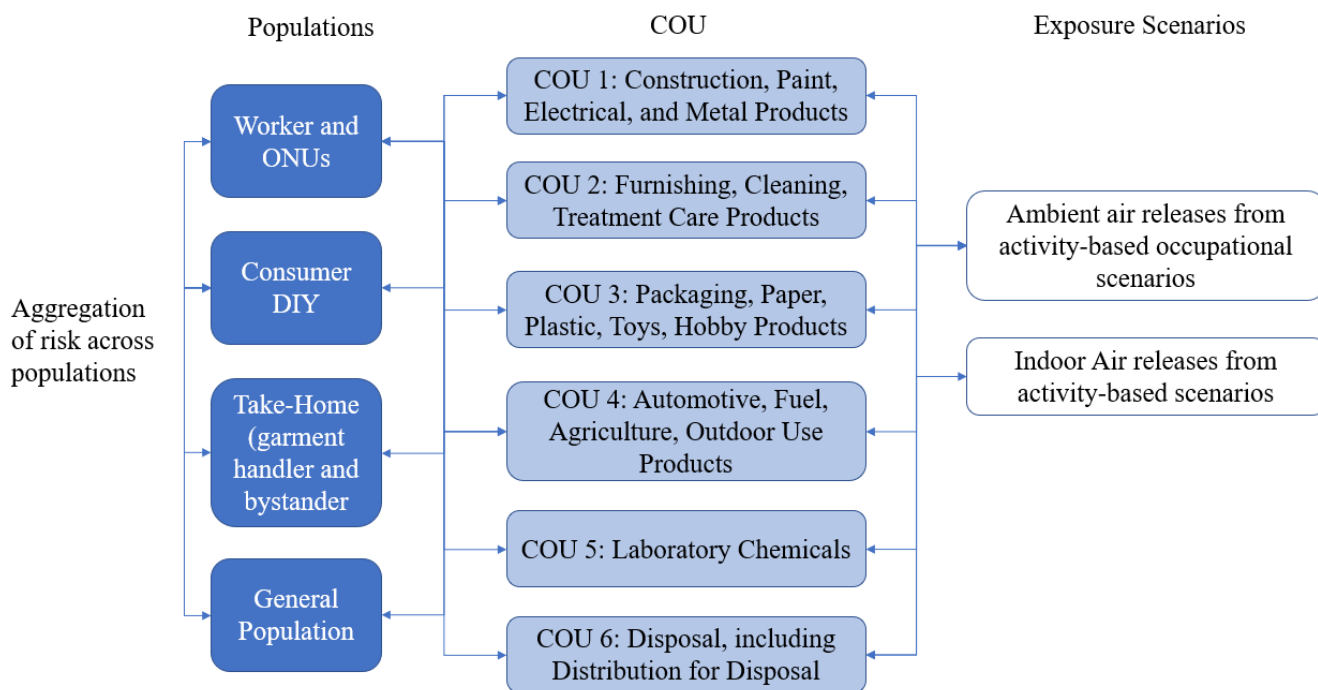 Populations
COU
Exposure Scenarios
Aggregation
of risk across
populations
Worker and
ONUs
Consumer
DIY
Take-Home
(garment
handler and
bystander
General
Population
COU 1: Construction, Paint,
Electrical, and Metal Products
COU 2: Furnishing, Cleaning,
Treatment Care Products
COU 3: Packaging, Paper,
Plastic, Toys, Hobby Products
COU 4: Automotive, Fuel,
Agriculture, Outdoor Use
Products
COU 5: Laboratory Chemicals
COU 6: Disposal, including
Distribution for Disposal
Ambient air releases from
activity-based occupational
scenarios
Indoor Air releases from
activity-based scenarios